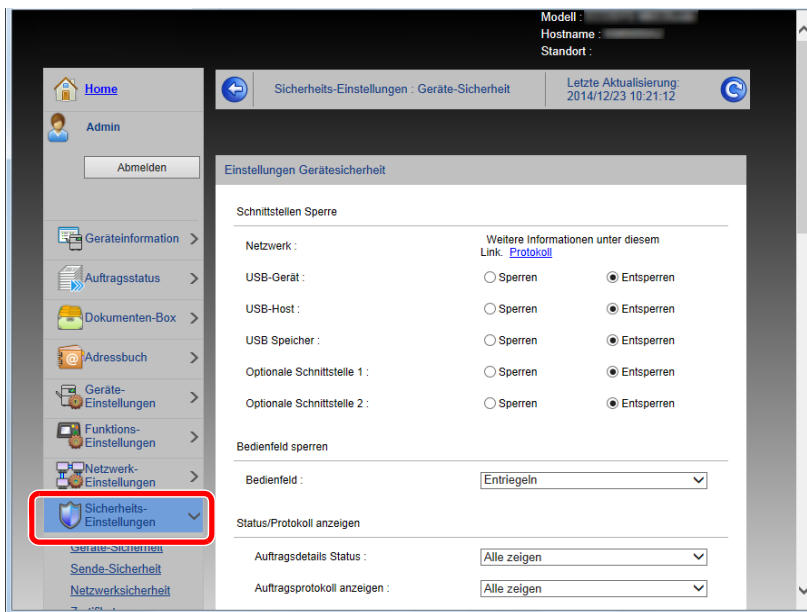 Modell :
Hostname :
Standort :
Home
Sicherheits-Einstellungen : Geräte-Sicherheit
Letzte Aktualisierung:
2014/12/23 10:21:12
Admin
Abmelden
Einstellungen Gerätesicherheit
Schnittstellen Sperre
Geräteinformation
Netzwerk :
Weitere Informationen unter diesem
Link. Protokoll
Auftragsstatus
USB-Gerät :
Sperren
Entsperren
USB-Host :
Sperren
Entsperren
Dokumenten-Box
USB Speicher :
Sperren
Entsperren
Adressbuch
Optionale Schnittstelle 1 :
Sperren
Entsperren
Geräte-
Einstellungen
Optionale Schnittstelle 2 :
Sperren
Entsperren
Funktions-
Einstellungen
Bedienfeld sperren
Netzwerk-
Einstellungen
Bedienfeld :
Entriegeln
Sicherheits-
Einstellungen
Status/Protokoll anzeigen
Geräte-Sicherheit
Auftragsdetails Status :
Alle zeigen
Sende-Sicherheit
Netzwerksicherheit
Auftragsprotokoll anzeigen :
Alle zeigen